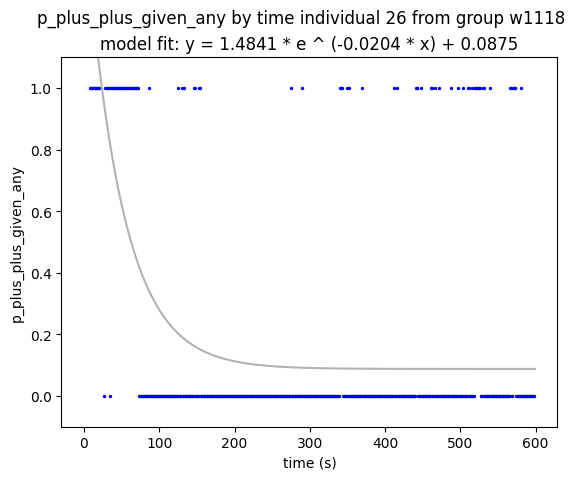 p_plus_plus_given_any by time individual 26 from group w1118
model fit: y = 1.4841 * e ^ (-0.0204 * x) + 0.0875
p_plus_plus_given_any
1.0
0.8
0.6
0.4
0.2
0.0
0 100 200 300 400 500 600
time (s)